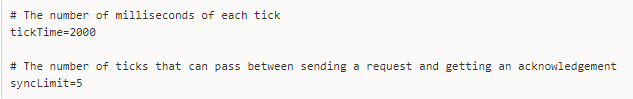 # The number of milliseconds of each tick
tickTime=2000
# The number of ticks that can pass between sending a request and getting an acknowledgement
syncLimit=5